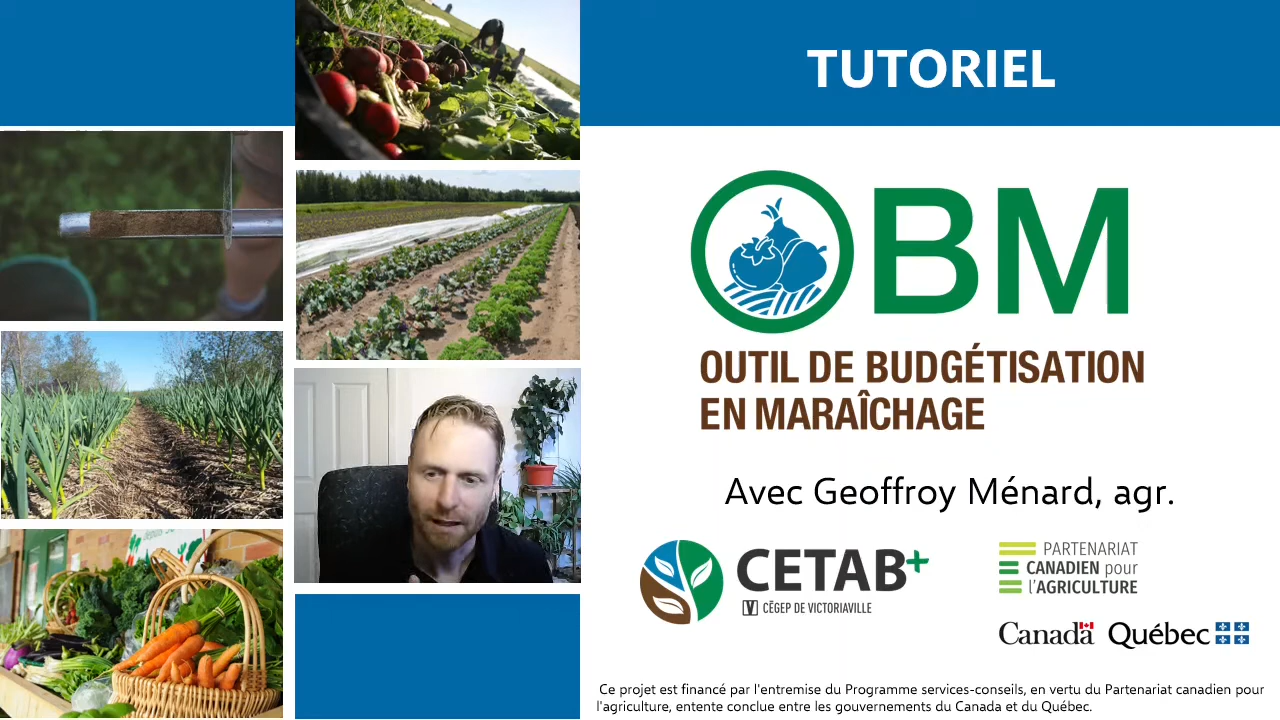 TUTORIEL
OBM
OUTIL DE BUDGÉTISATION
EN MARAÎCHAGE
Avec Geoffroy Ménard, agr.
CETAB+
CÉGEP DE VICTORIAVILLE
PARTENARIAT
CANADIEN pour
l'AGRICULTURE
Canada Québec
Ce projet est financé par l'entremise du Programme services-conseils, en vertu du Partenariat canadien pour
l'agriculture, entente conclue entre les gouvernements du Canada et du Québec.